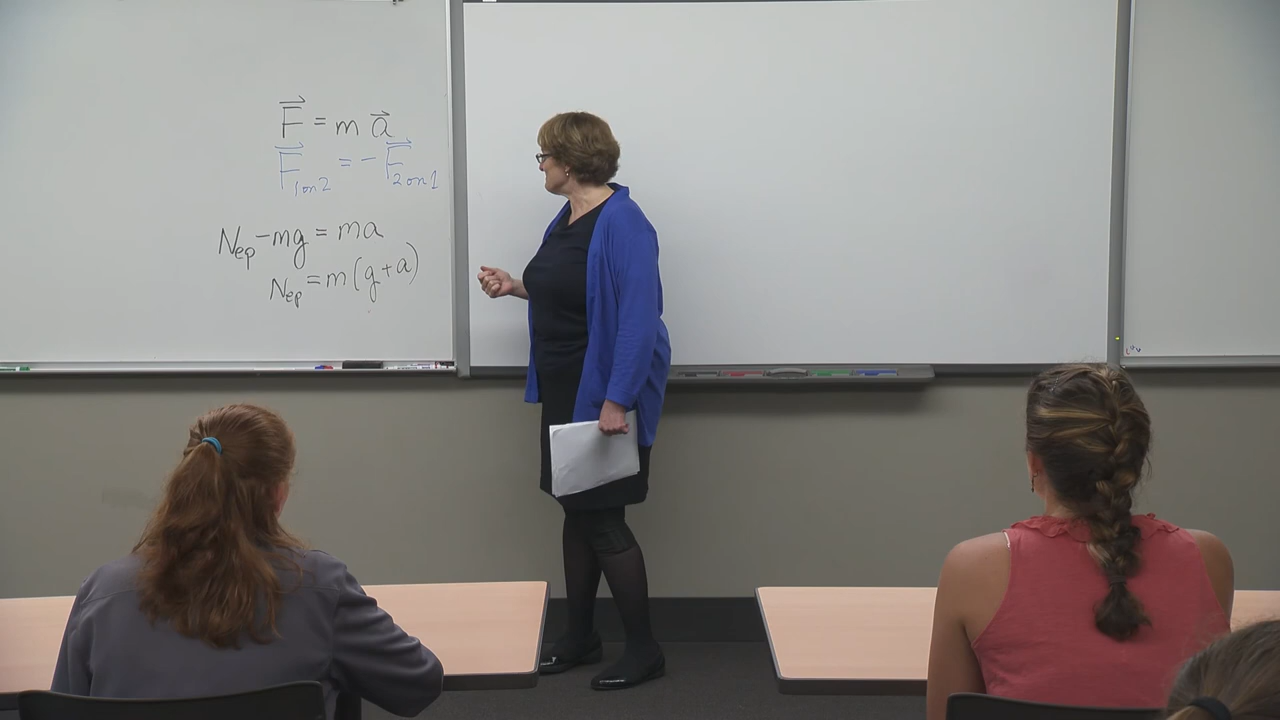 F⃗ = m a⃗
F⃗1on2 = - F⃗2on1
Nep - mg = ma
Nep = m(g+a)